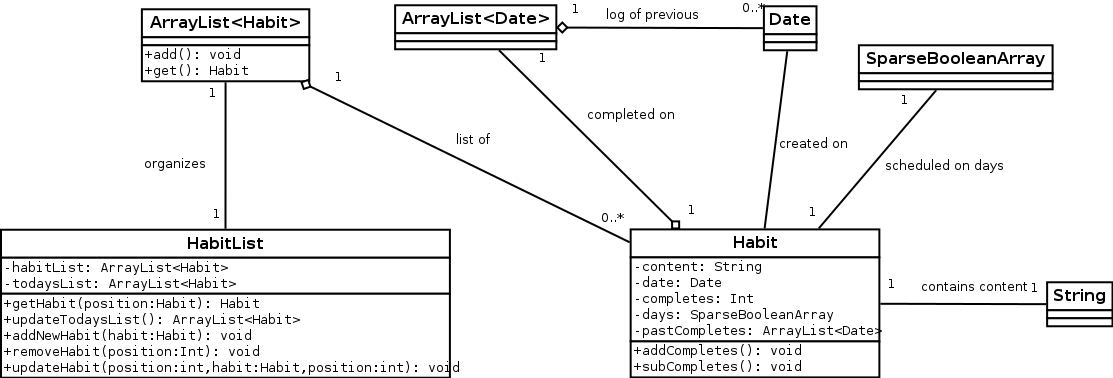 ArrayList<Habit>
+add(): void
+get(): Habit
ArrayList<Date>
1
log of previous
0..*
Date
SparseBooleanArray
1
1
1
1
completed on
list of
created on
organizes
scheduled on days
1
0..*
1
1
HabitList
-habitList: ArrayList<Habit>
-todaysList: ArrayList<Habit>
+getHabit(position:Habit): Habit
+updateTodaysList(): ArrayList<Habit>
+addNewHabit(habit:Habit): void
+removeHabit(position:Int): void
+updateHabit(position:int,habit:Habit,position:int): void
Habit
-content: String
-date: Date
-completes: Int
-days: SparseBooleanArray
-pastCompletes: ArrayList<Date>
+addCompletes(): void
+subCompletes(): void
1
contains content
1
String